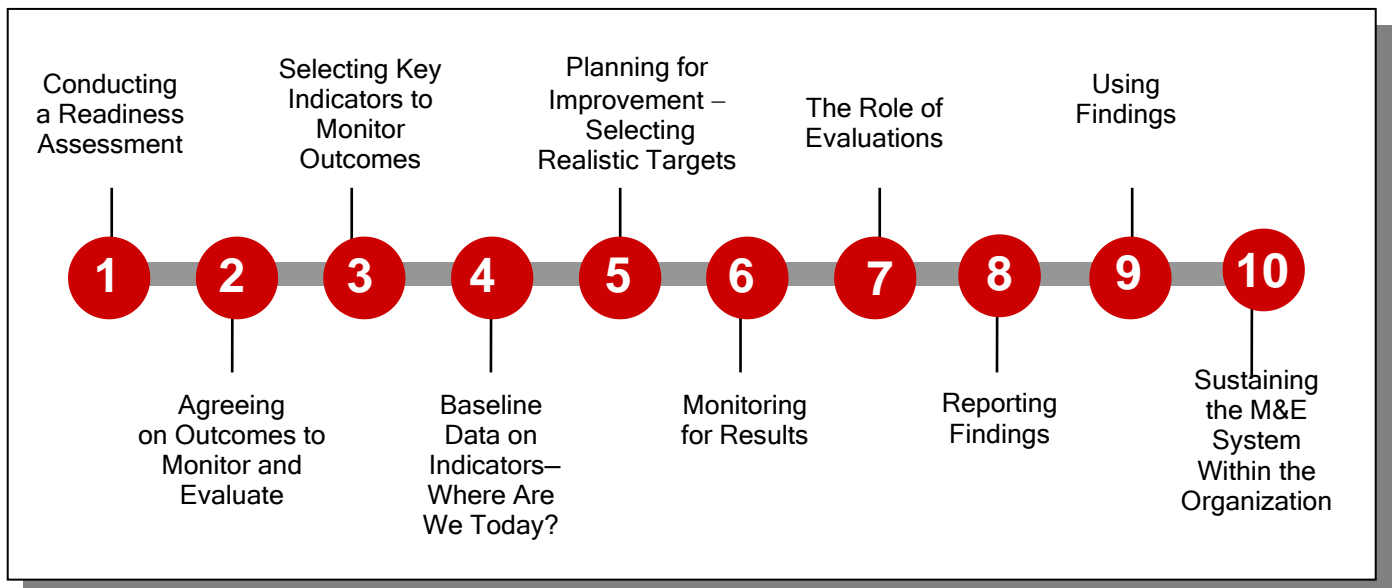 Conducting
a Readiness
Assessment
Selecting Key
Indicators to
Monitor
Outcomes
Planning for
Improvement –
Selecting
Realistic Targets
The Role of
Evaluations
Using
Findings
1
2
3
4
5
6
7
8
9
10
Agreeing
on Outcomes to
Monitor and
Evaluate
Baseline
Data on
Indicators–
Where Are
We Today?
Monitoring
for Results
Reporting
Findings
Sustaining
the M&E
System
Within the
Organization